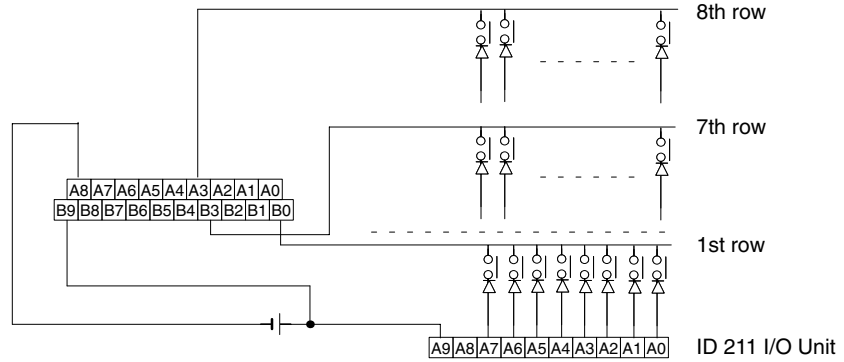 8th row
7th row
A8 A7 A6 A5 A4 A3 A2 A1 A0
B9 B8 B7 B6 B5 B4 B3 B2 B1 B0
1st row
A9 A8 A7 A6 A5 A4 A3 A2 A1 A0
ID 211 I/O Unit